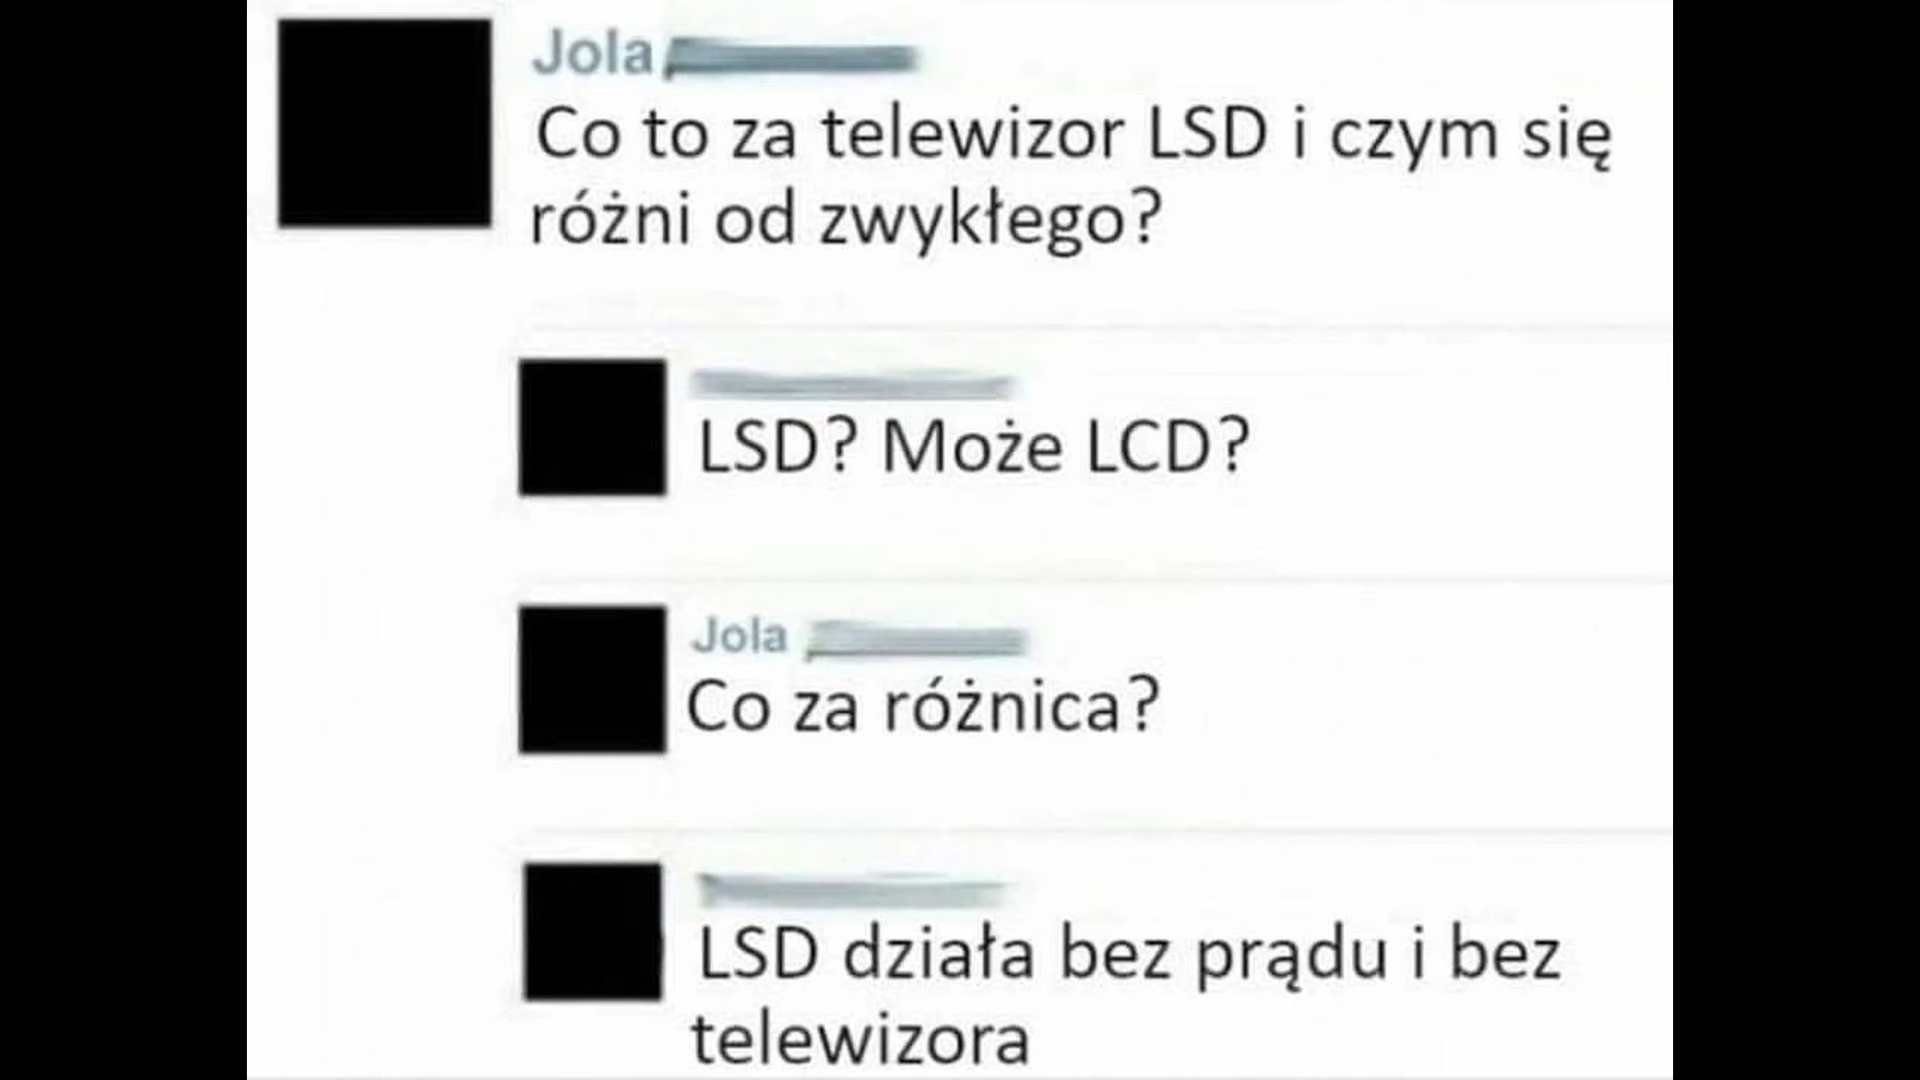 Jola
Co to za telewizor LSD i czym się
różni od zwykłego?
LSD? Może LCD?
Jola
Co za różnica?
LSD działa bez prądu i bez
telewizora